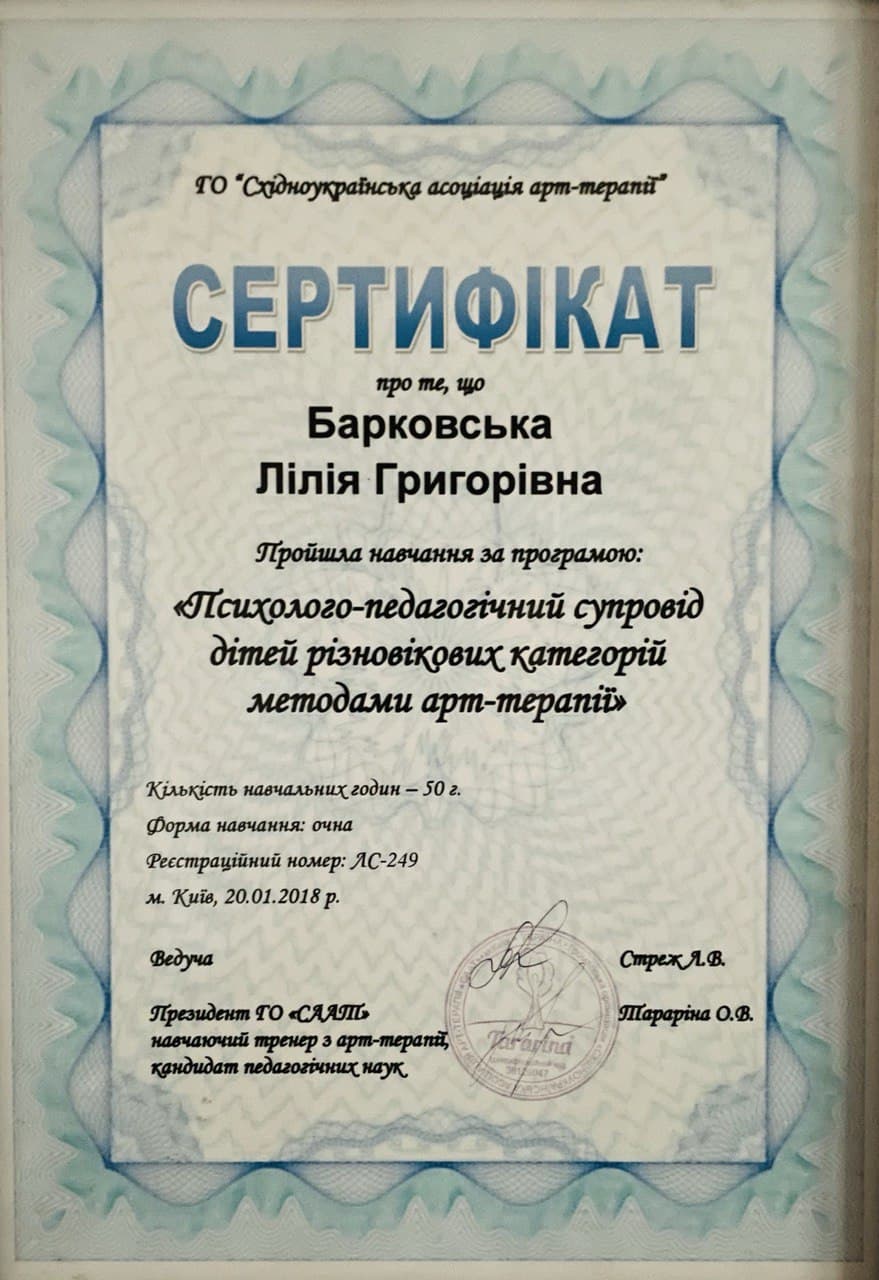 ГО "Східноукраїнська асоціація арт-терапії"
СЕРТИФІКАТ
про те, що
Барковська
Лілія Григорівна
Пройшла навчання за програмою:
«Психолого-педагогічний супровід
дітей різновікових категорій
методами арт-терапії»
Кількість навчальних годин – 50 г.
Форма навчання: очна
Реєстраційний номер: ЛС-249
м. Київ, 20.01.2018 р.
Ведуча Стреж Л.В.
Президент ГО «СААТ» Тараріна О.В.
навчаючий тренер з арт-терапії,
кандидат педагогічних наук
Tararina